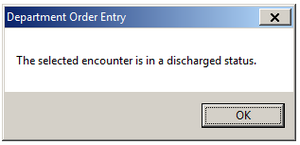 Department Order Entry
The selected encounter is in a discharged status.
OK